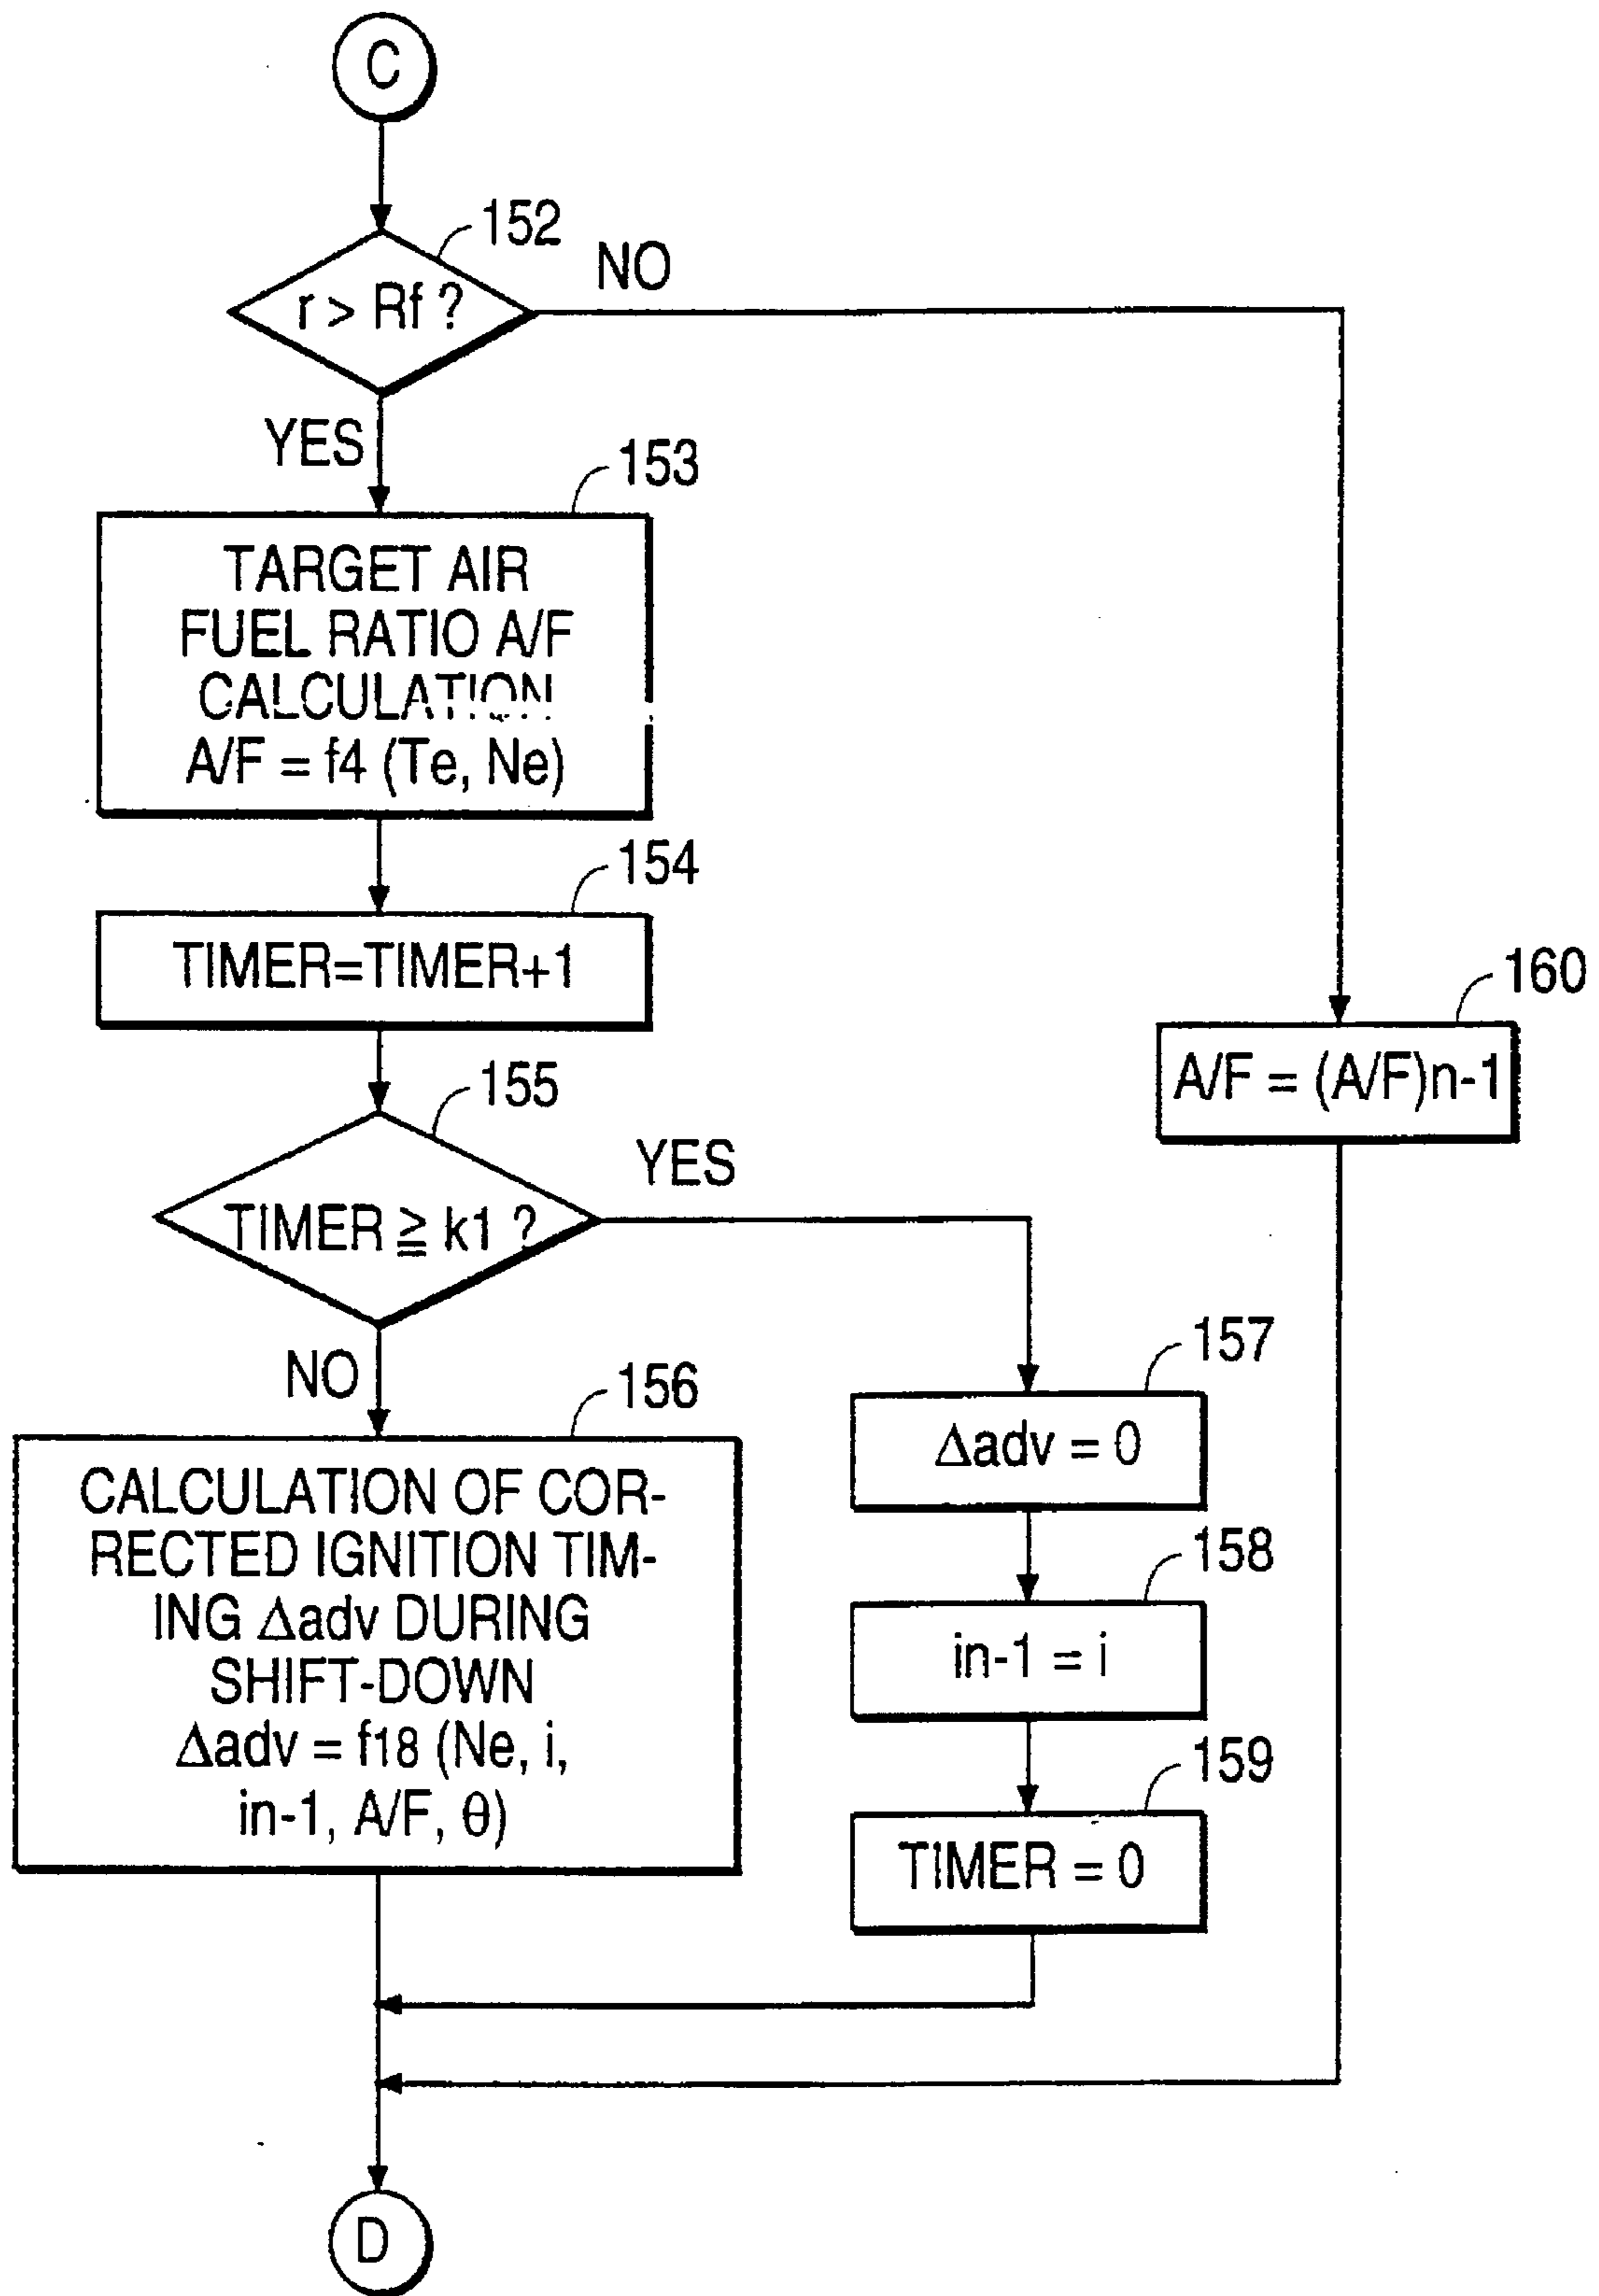 C
152
r > Rf ?
NO
YES
153
TARGET AIR
FUEL RATIO A/F
CALCULATION
A/F = f4 (Te, Ne)
154
TIMER=TIMER+1
160
A/F = (A/F)n-1
155
TIMER ≧ k1 ?
YES
NO
156
CALCULATION OF COR-
RECTED IGNITION TIM-
ING Δadv DURING
SHIFT-DOWN
Δadv = f18 (Ne, i,
in-1, A/F, θ)
157
Δadv = 0
158
in-1 = i
159
TIMER = 0
D